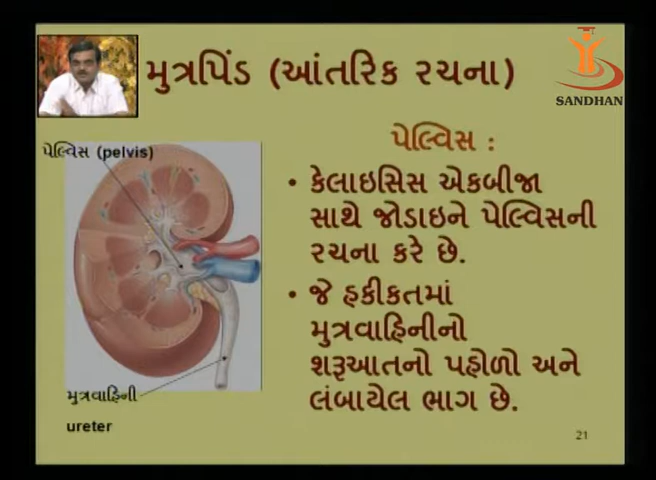 મુત્રપિંડ (આંતરિક રચના)
SANDHAN
પેલ્વિસ (pelvis)
પેલ્વિસ :
• કેલાઇસિસ એકબીજા
સાથે જોડાઇને પેલ્વિસની
રચના કરે છે.
• જે હકીકતમાં
મુત્રવાહિનીનો
શરૂઆતનો પહોળો અને
લંબાયેલ ભાગ છે.
મુત્રવાહિની
ureter
21